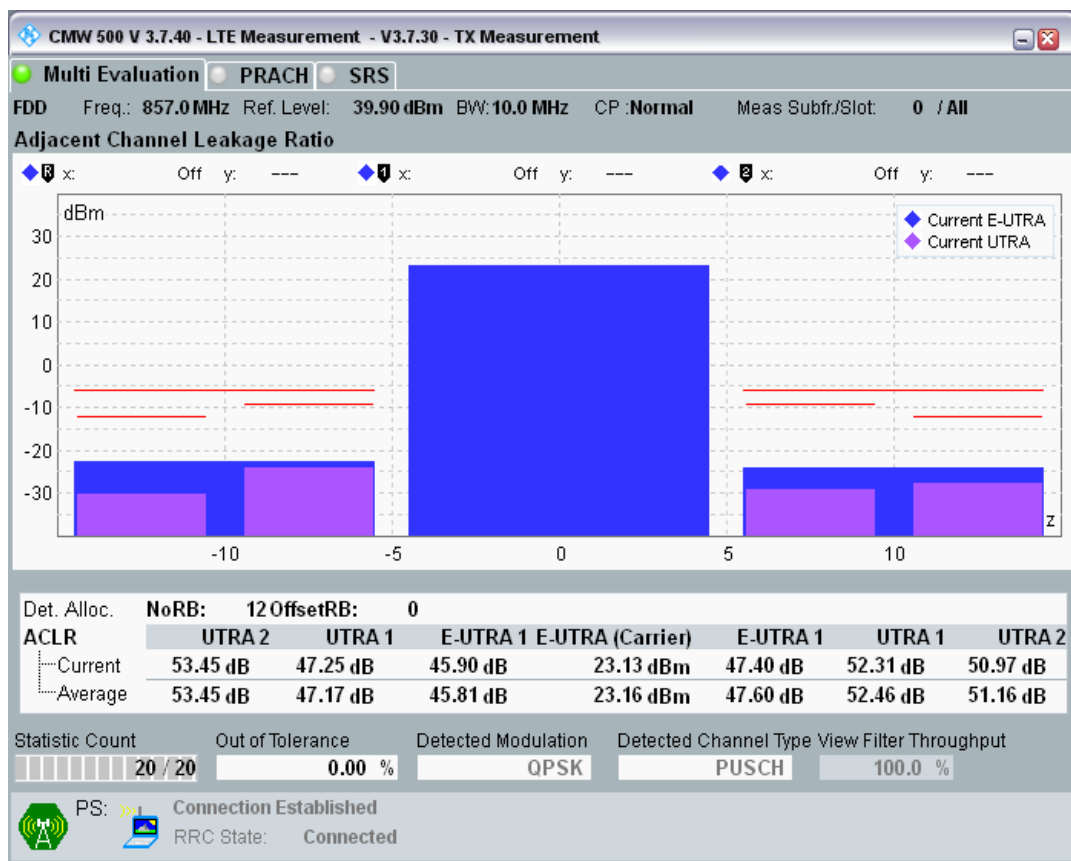 CMW 500 V 3.7.40 - LTE Measurement - V3.7.30 - TX Measurement
Multi Evaluation PRACH SRS
FDD Freq.: 857.0 MHz Ref. Level: 39.90 dBm BW: 10.0 MHz CP :Normal Meas Subfr./Slot: 0 / All
Adjacent Channel Leakage Ratio
R x: Off y: --- 1 x: Off y: --- 2 x: Off y: ---
dBm
Current E-UTRA
Current UTRA
30
20
10
0
-10
-20
-30
z
-10 -5 0 5 10
Det. Alloc. NoRB: 12 OffsetRB: 0
ACLR UTRA 2 UTRA 1 E-UTRA 1 E-UTRA (Carrier) E-UTRA 1 UTRA 1 UTRA 2
Current 53.45 dB 47.25 dB 45.90 dB 23.13 dBm 47.40 dB 52.31 dB 50.97 dB
Average 53.45 dB 47.17 dB 45.81 dB 23.16 dBm 47.60 dB 52.46 dB 51.16 dB
Statistic Count Out of Tolerance Detected Modulation Detected Channel Type View Filter Throughput
20 / 20 0.00 % QPSK PUSCH 100.0 %
PS: Connection Established
RRC State: Connected